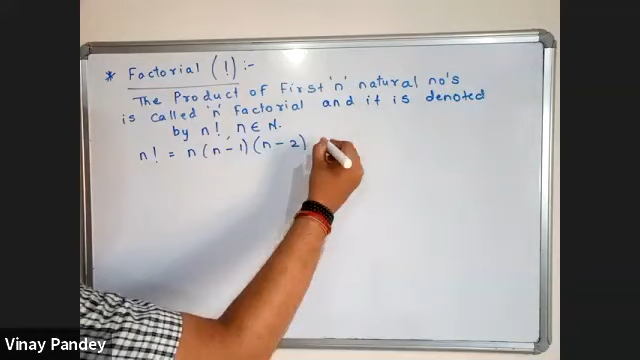 * Factorial (!) :-
The Product of First 'n' natural no's
is called 'n' Factorial and it is denoted
by n!, n ∈ N.
n! = n (n-1) (n-2)
Vinay Pandey